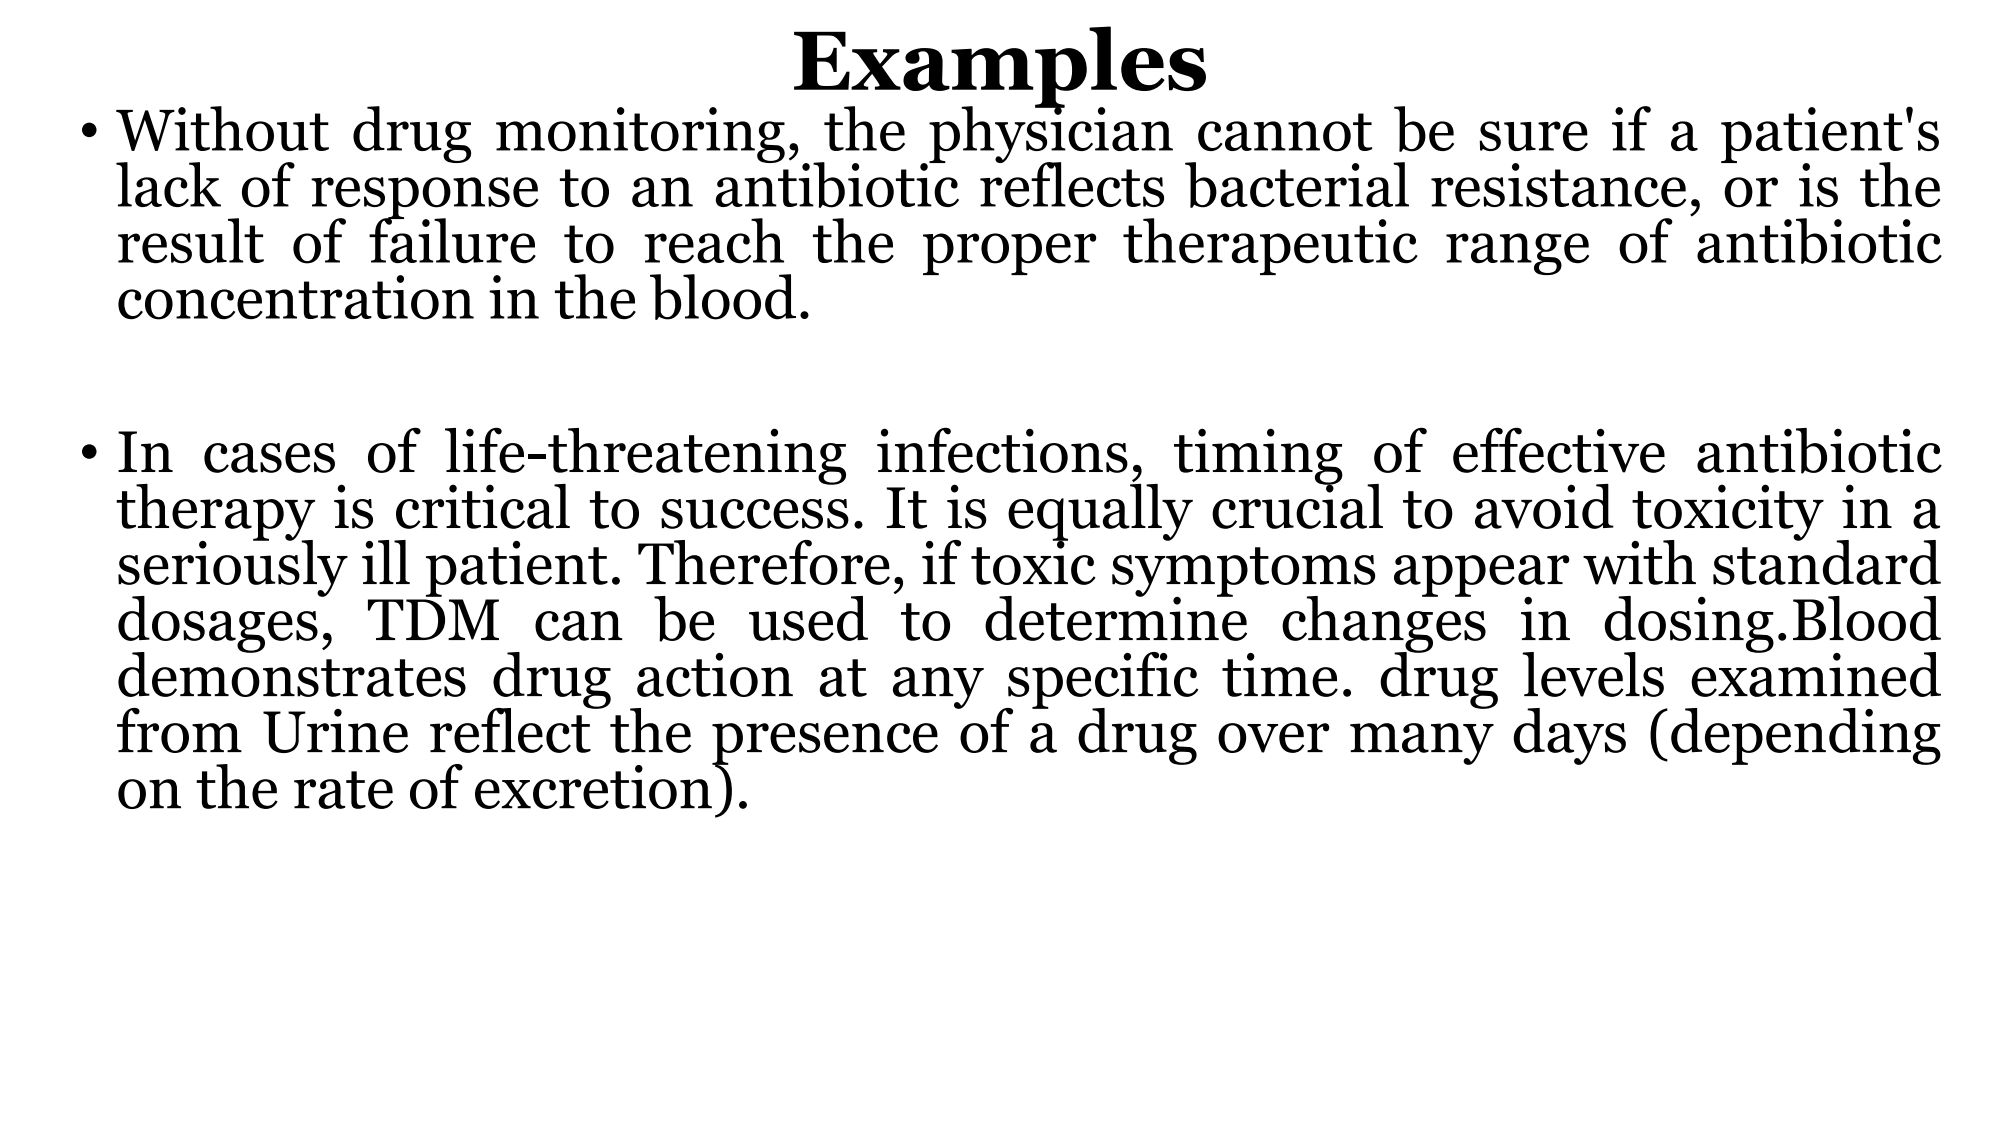 Examples
• Without drug monitoring, the physician cannot be sure if a patient's
lack of response to an antibiotic reflects bacterial resistance, or is the
result of failure to reach the proper therapeutic range of antibiotic
concentration in the blood.
• In cases of life-threatening infections, timing of effective antibiotic
therapy is critical to success. It is equally crucial to avoid toxicity in a
seriously ill patient. Therefore, if toxic symptoms appear with standard
dosages, TDM can be used to determine changes in dosing.Blood
demonstrates drug action at any specific time. drug levels examined
from Urine reflect the presence of a drug over many days (depending
on the rate of excretion).